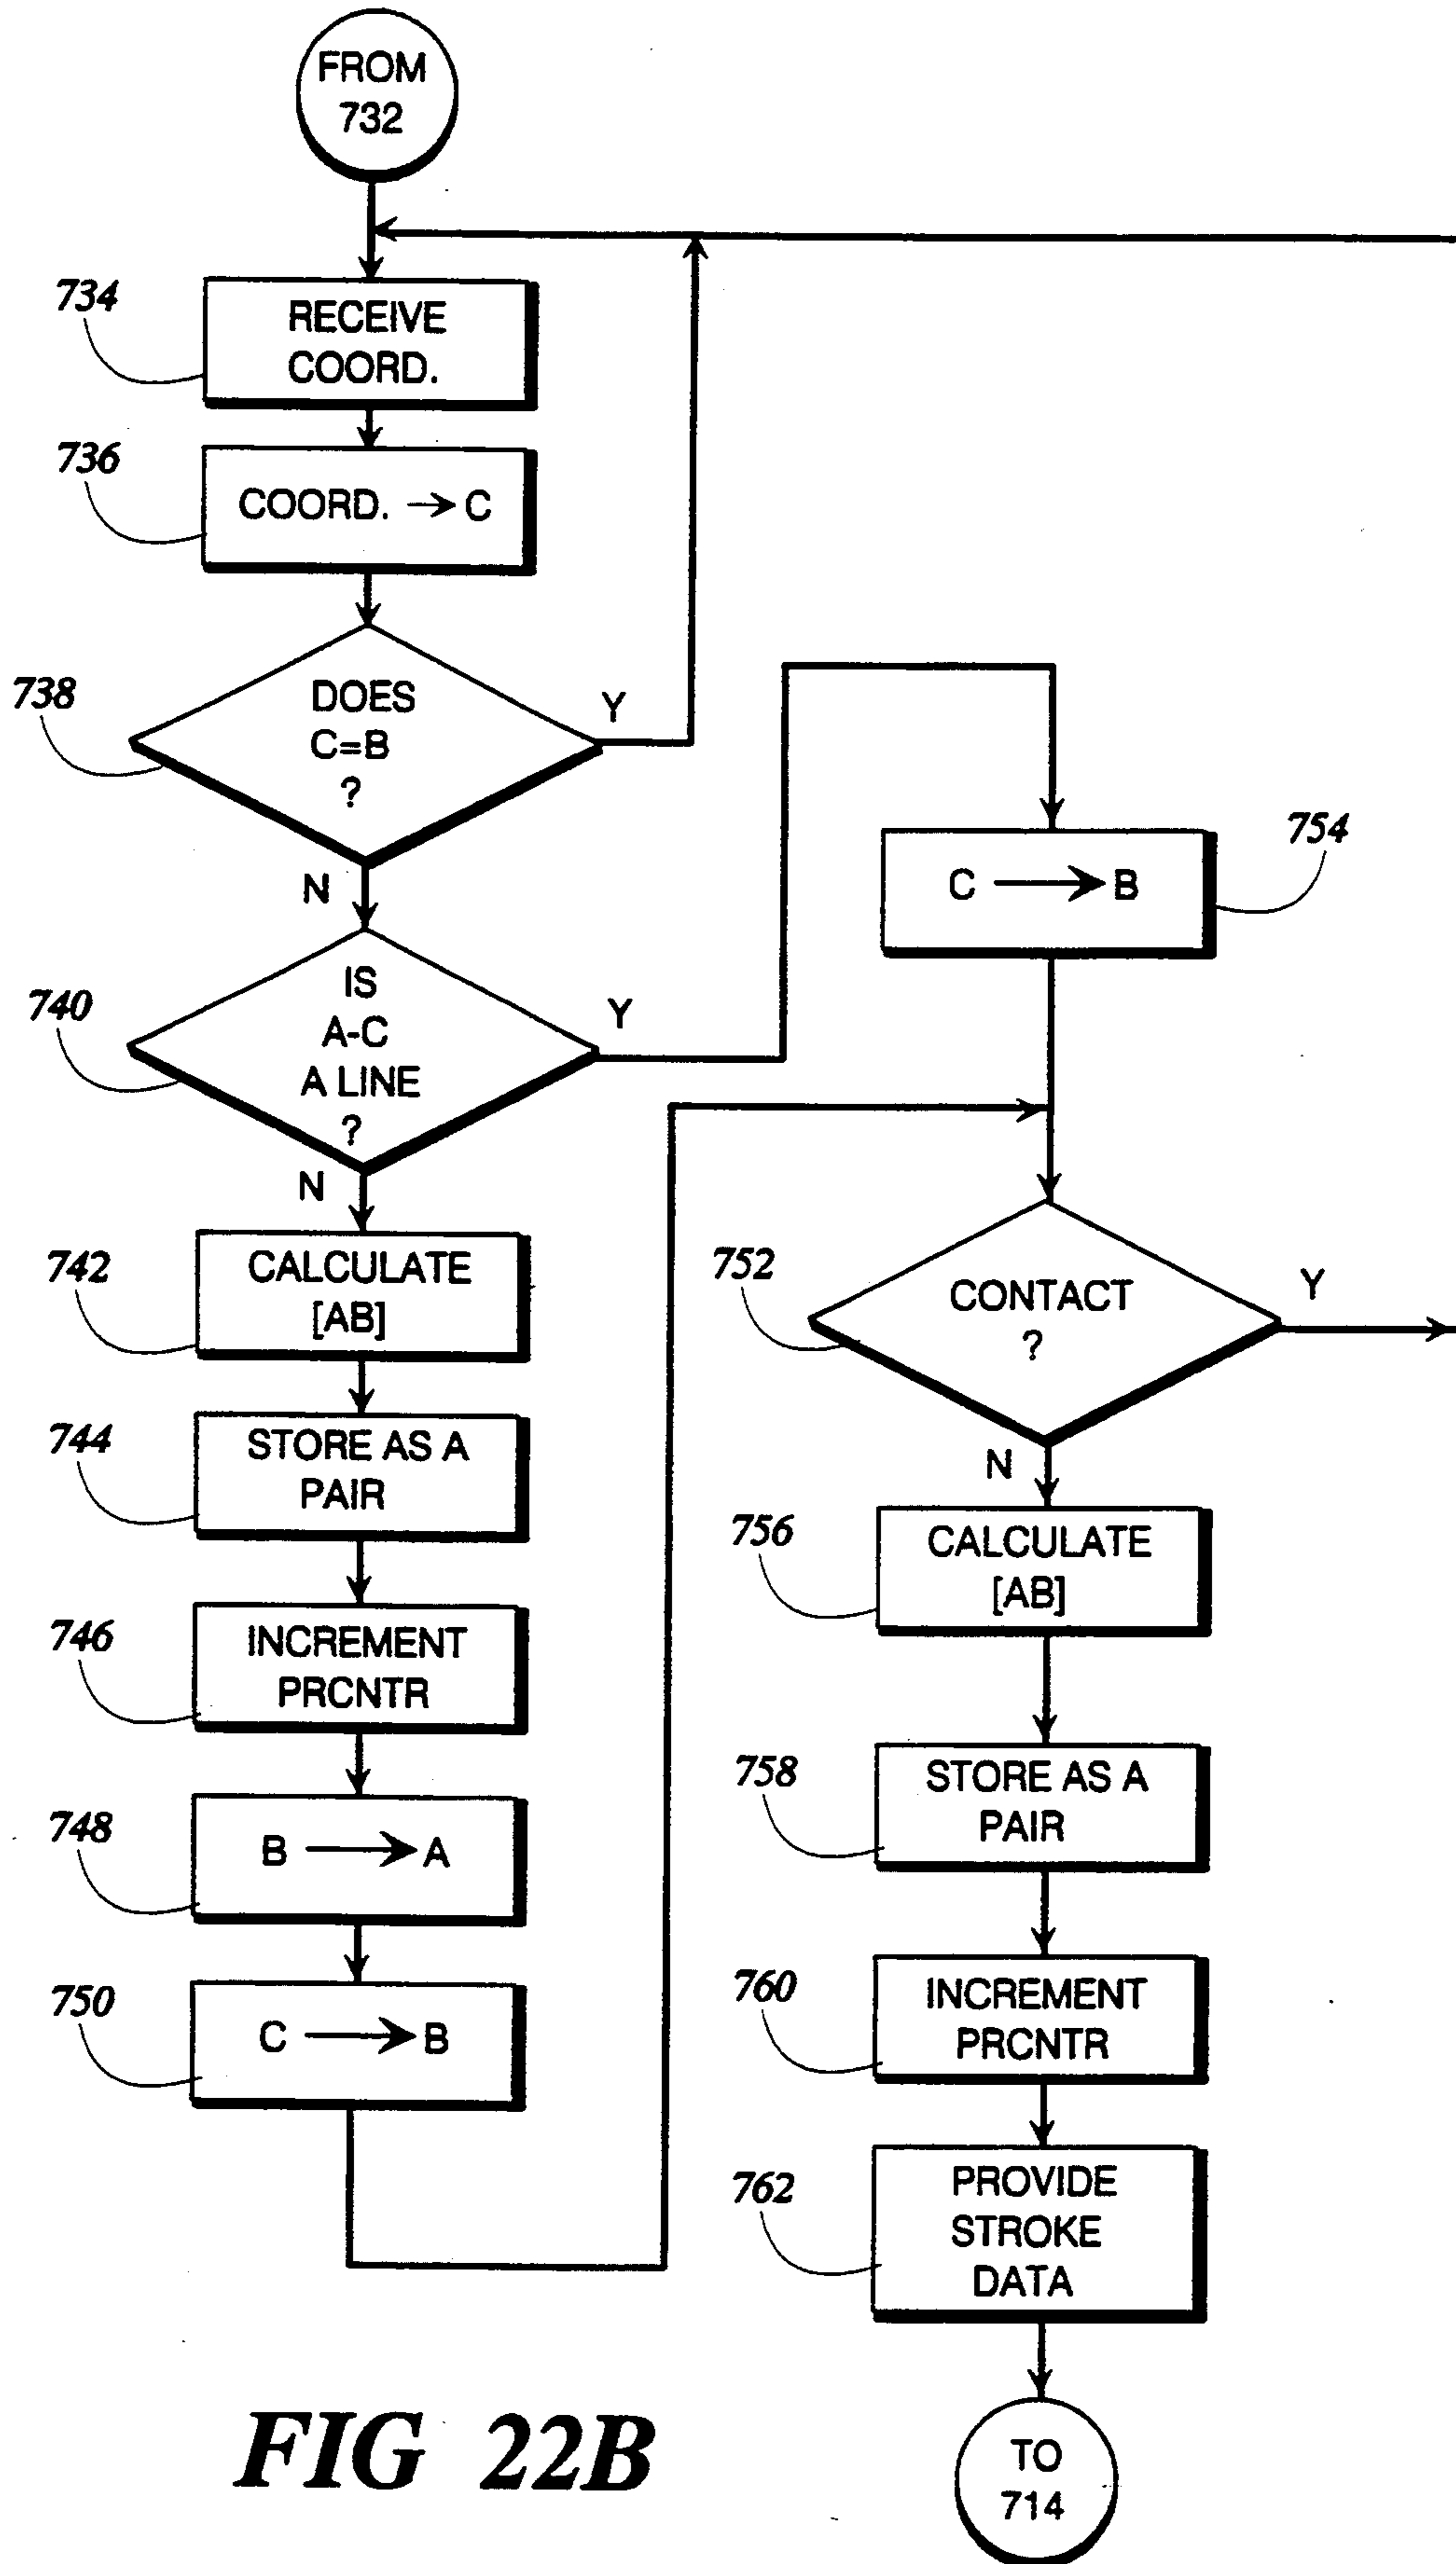 FROM
732
734
RECEIVE
COORD.
736
COORD. → C
738
DOES
C=B
?
Y
N
740
IS
A-C
A LINE
?
Y
N
742
CALCULATE
[AB]
744
STORE AS A
PAIR
746
INCREMENT
PRCNTR
748
B → A
750
C → B
754
C → B
752
CONTACT
?
Y
N
756
CALCULATE
[AB]
758
STORE AS A
PAIR
760
INCREMENT
PRCNTR
762
PROVIDE
STROKE
DATA
TO
714
FIG 22B